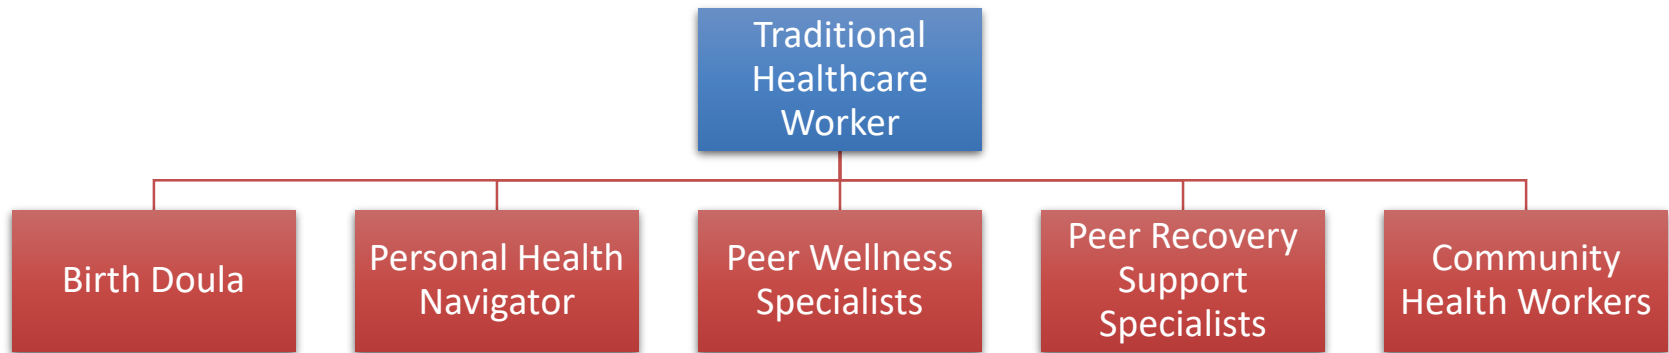 Traditional
Healthcare
Worker
Birth Doula
Personal Health
Navigator
Peer Wellness
Specialists
Peer Recovery
Support
Specialists
Community
Health Workers